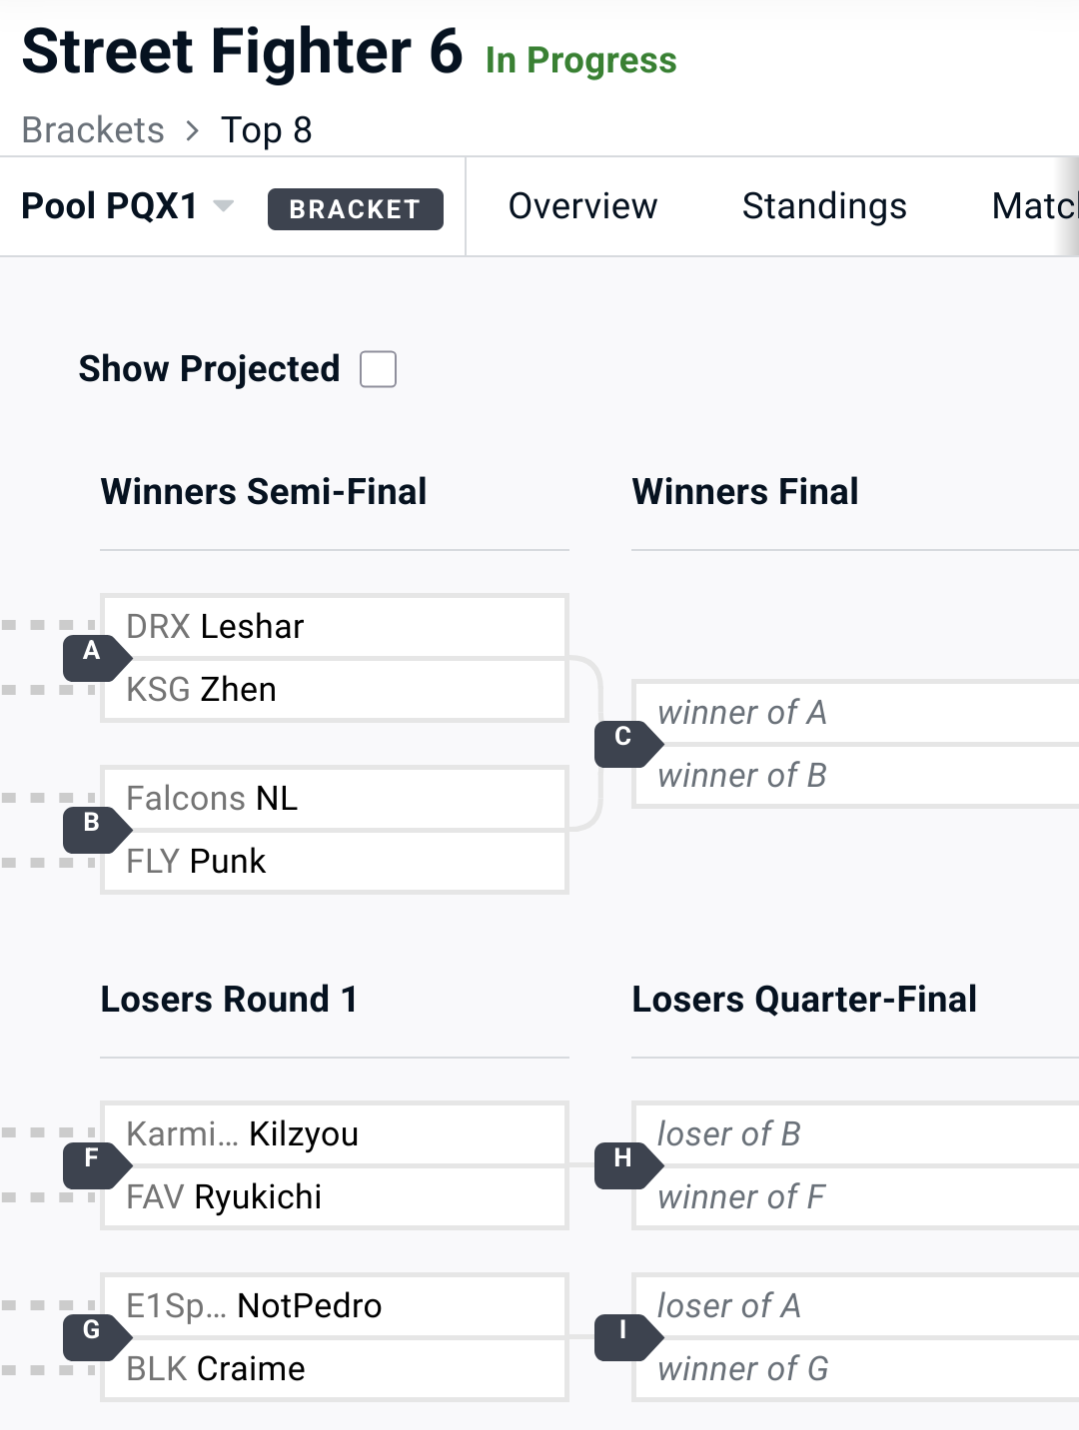 Street Fighter 6 In Progress
Brackets > Top 8
Pool PQX1 BRACKET Overview Standings Matc
Show Projected
Winners Semi-Final Winners Final
DRX Leshar
A
KSG Zhen
winner of A
C
winner of B
Falcons NL
B
FLY Punk
Losers Round 1 Losers Quarter-Final
Karmi... Kilzyou
F
FAV Ryukichi
loser of B
H
winner of F
E1Sp... NotPedro
G
BLK Craime
loser of A
I
winner of G